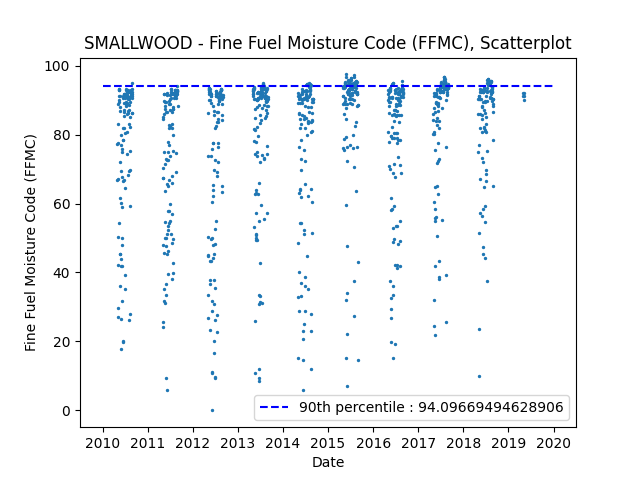 SMALLWOOD - Fine Fuel Moisture Code (FFMC), Scatterplot
100
80
60
40
20
0
Fine Fuel Moisture Code (FFMC)
90th percentile : 94.09669494628906
2010 2011 2012 2013 2014 2015 2016 2017 2018 2019 2020
Date